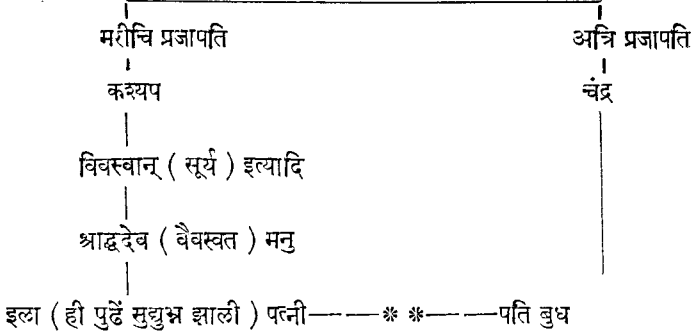 मरीचि प्रजापति अत्रि प्रजापति
कश्यप चंद्र
विवस्वान् ( सूर्य ) इत्यादि
श्राद्धदेव ( वैवस्वत ) मनु
इला ( ही पुढें सुद्युम्न झाली ) पत्नी——–※ ※——–पति बुध